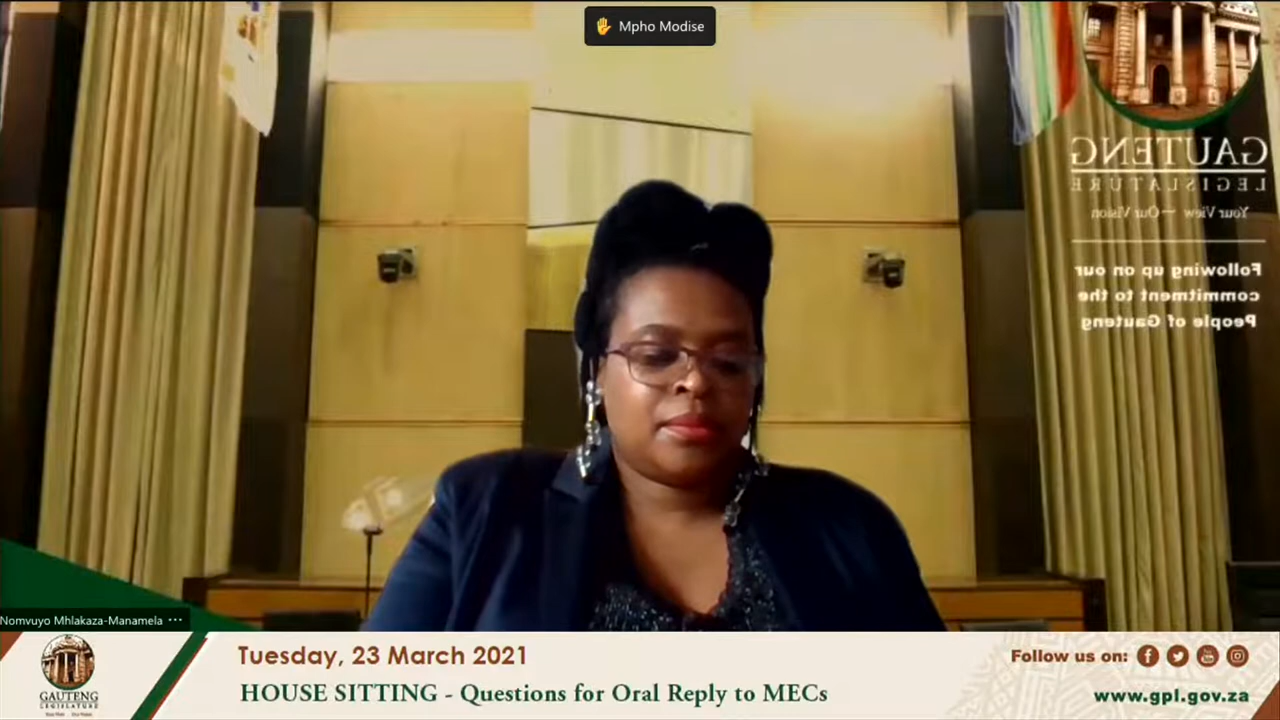 Mpho Modise
GAUTENG
LEGISLATURE
Your View — Our Vision
Following up on our
commitment to the
People of Gauteng
Nomvuyo Mhlakaza-Manamela
Tuesday, 23 March 2021
HOUSE SITTING - Questions for Oral Reply to MECs
GAUTENG
LEGISLATURE
Follow us on:
www.gpl.gov.za